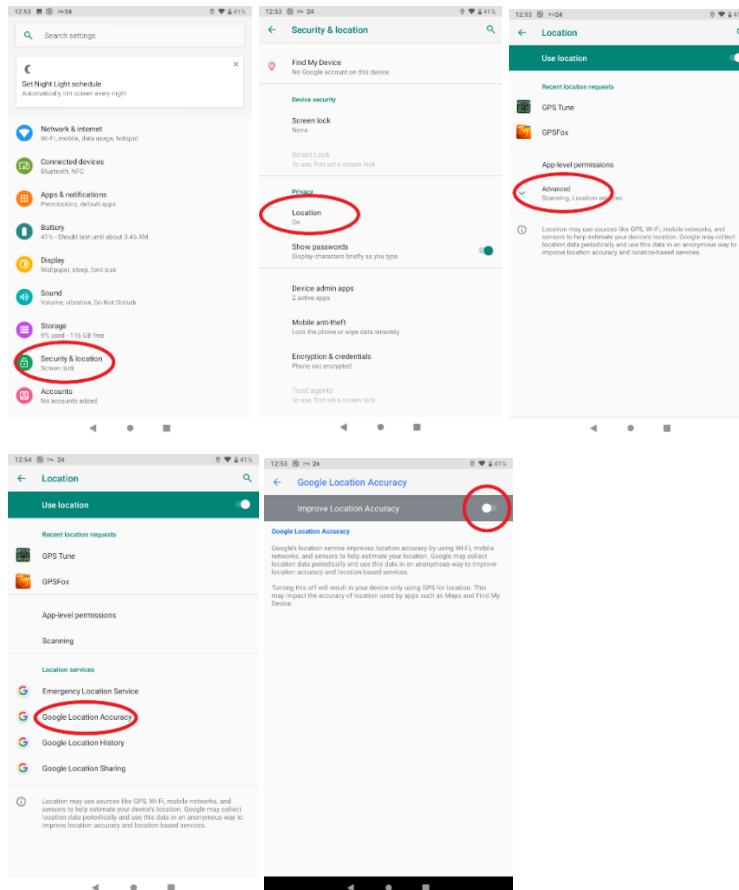 12:53 24 41%
Search settings
Set Night Light schedule
Automatically tint screen every night
Network & internet
Wi-Fi, mobile, data usage, hotspot
Connected devices
Bluetooth, NFC
Apps & notifications
Permissions, default apps
Battery
41% - Should last until about 3:45 AM
Display
Wallpaper, sleep, font size
Sound
Volume, vibration, Do Not Disturb
Storage
9% used - 116 GB free
Security & location
Screen lock
Accounts
No accounts added
12:53 24 41%
Security & location
Find My Device
No Google account on this device
Device security
Screen lock
None
Smart Lock
To use, first set a screen lock
Privacy
Location
On
Show passwords
Display characters briefly as you type
Device admin apps
2 active apps
Mobile anti-theft
Lock the phone or wipe data remotely
Encryption & credentials
Phone not encrypted
Trust agents
To use, first set a screen lock
12:53 24
Location
Use location
Recent location requests
GPS Tune
GPSFox
App-level permissions
Advanced
Scanning, Location services
Location may use sources like GPS, Wi-Fi, mobile networks, and
sensors to help estimate your device's location. Google may collect
location data periodically and use this data in an anonymous way to
improve location accuracy and location-based services.
12:54 24 41%
Location
Use location
Recent location requests
GPS Tune
GPSFox
App-level permissions
Scanning
Location services
Emergency Location Service
Google Location Accuracy
Google Location History
Google Location Sharing
Location may use sources like GPS, Wi-Fi, mobile networks, and
sensors to help estimate your device's location. Google may collect
location data periodically and use this data in an anonymous way to
improve location accuracy and location-based services.
12:53 24 41%
Google Location Accuracy
Improve Location Accuracy
Google Location Accuracy
Google's location service improves location accuracy by using Wi-Fi, mobile
networks, and sensors to help estimate your location. Google may collect
location data periodically and use this data in an anonymous way to improve
location accuracy and location-based services.
Turning this off will result in your device only using GPS for location. This
may impact the accuracy of location used by apps such as Maps and Find My
Device.